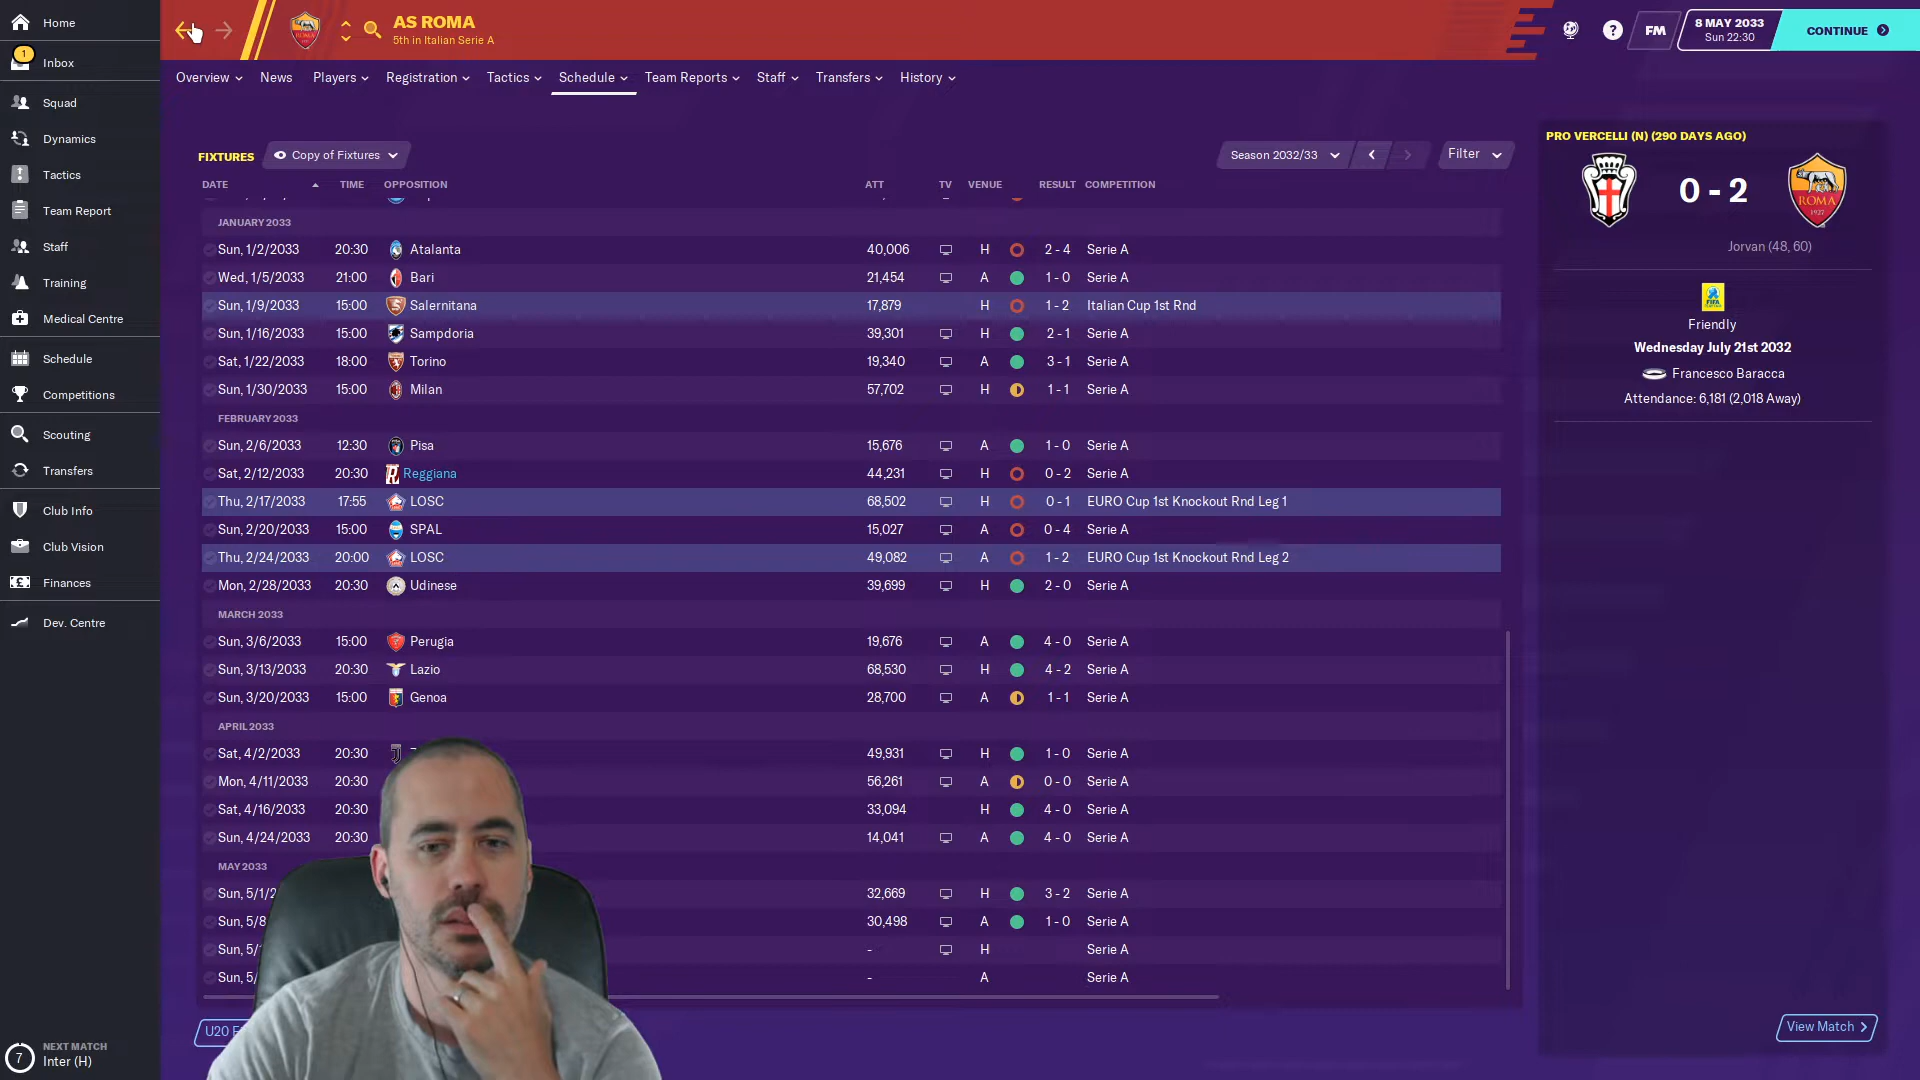 Home
Inbox
1
Squad
Dynamics
Tactics
Team Report
Staff
Training
Medical Centre
Schedule
Competitions
Scouting
Transfers
Club Info
Club Vision
Finances
Dev. Centre
NEXT MATCH
7
Inter (H)
AS ROMA
5th in Italian Serie A
? FM
8 MAY 2033
Sun 22:30
CONTINUE
Overview News Players Registration Tactics Schedule Team Reports Staff Transfers History
FIXTURES Copy of Fixtures Season 2032/33 Filter
DATE TIME OPPOSITION ATT TV VENUE RESULT COMPETITION
JANUARY 2033
Sun, 1/2/2033 20:30 Atalanta 40,006 H 2 - 4 Serie A
Wed, 1/5/2033 21:00 Bari 21,454 A 1 - 0 Serie A
Sun, 1/9/2033 15:00 Salernitana 17,879 H 1 - 2 Italian Cup 1st Rnd
Sun, 1/16/2033 15:00 Sampdoria 39,301 H 2 - 1 Serie A
Sat, 1/22/2033 18:00 Torino 19,340 A 3 - 1 Serie A
Sun, 1/30/2033 15:00 Milan 57,702 H 1 - 1 Serie A
FEBRUARY 2033
Sun, 2/6/2033 12:30 Pisa 15,676 A 1 - 0 Serie A
Sat, 2/12/2033 20:30 Reggiana 44,231 H 0 - 2 Serie A
Thu, 2/17/2033 17:55 LOSC 68,502 H 0 - 1 EURO Cup 1st Knockout Rnd Leg 1
Sun, 2/20/2033 15:00 SPAL 15,027 A 0 - 4 Serie A
Thu, 2/24/2033 20:00 LOSC 49,082 A 1 - 2 EURO Cup 1st Knockout Rnd Leg 2
Mon, 2/28/2033 20:30 Udinese 39,699 H 2 - 0 Serie A
MARCH 2033
Sun, 3/6/2033 15:00 Perugia 19,676 A 4 - 0 Serie A
Sun, 3/13/2033 20:30 Lazio 68,530 H 4 - 2 Serie A
Sun, 3/20/2033 15:00 Genoa 28,700 A 1 - 1 Serie A
APRIL 2033
Sat, 4/2/2033 20:30 49,931 H 1 - 0 Serie A
Mon, 4/11/2033 20:30 56,261 A 0 - 0 Serie A
Sat, 4/16/2033 20:30 33,094 H 4 - 0 Serie A
Sun, 4/24/2033 20:30 14,041 A 4 - 0 Serie A
MAY 2033
Sun, 5/1/2 32,669 H 3 - 2 Serie A
Sun, 5/8 30,498 A 1 - 0 Serie A
Sun, 5/ - H Serie A
Sun, 5/ - A Serie A
U20
PRO VERCELLI (N) (290 DAYS AGO)
0 - 2
ROMA
1927
Jorvan (48, 60)
Friendly
Wednesday July 21st 2032
Francesco Baracca
Attendance: 6,181 (2,018 Away)
View Match